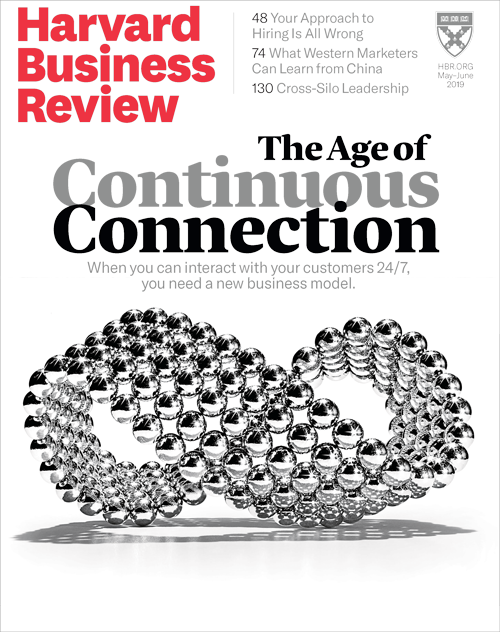 Harvard
Business
Review
48 Your Approach to
Hiring Is All Wrong
74 What Western Marketers
Can Learn from China
130 Cross-Silo Leadership
HBR.ORG
May–June
2019
The Age of
Continuous
Connection
When you can interact with your customers 24/7,
you need a new business model.